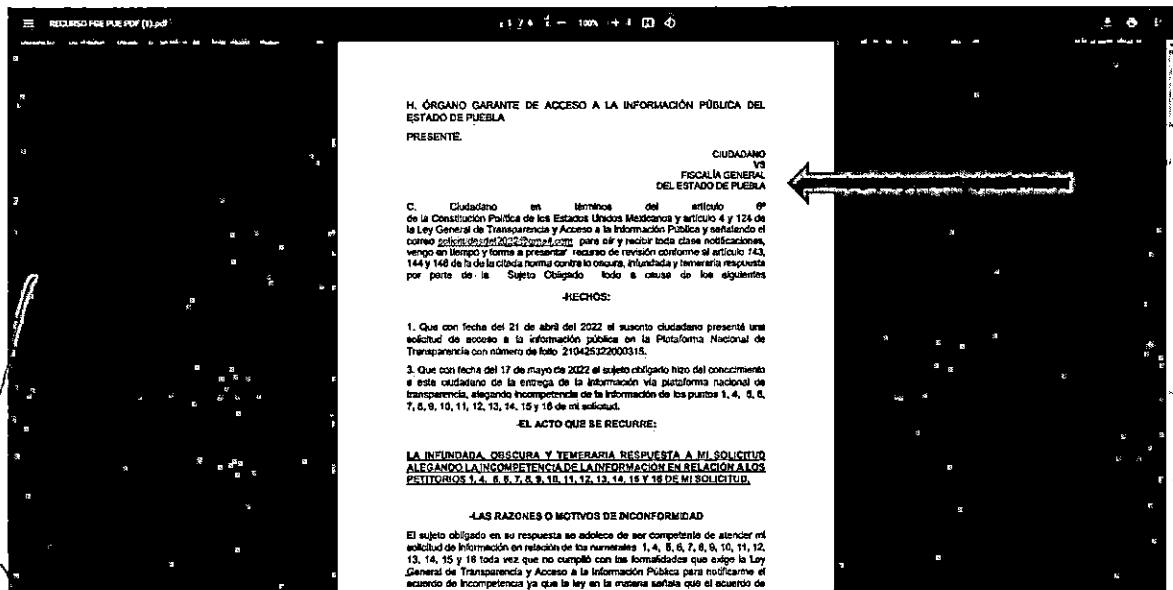 RECURSO FGE PUE PDF (1).pdf
100%
H. ÓRGANO GARANTE DE ACCESO A LA INFORMACIÓN PÚBLICA DEL
ESTADO DE PUEBLA
PRESENTE.
CIUDADANO
VS
FISCALÍA GENERAL
DEL ESTADO DE PUEBLA
C. Ciudadano en términos del artículo 6º
de la Constitución Política de los Estados Unidos Mexicanos y artículo 4 y 124 de
la Ley General de Transparencia y Acceso a la Información Pública y señalando el
correo para oír y recibir toda clase notificaciones,
vengo en tiempo y forma a presentar recurso de revisión conforme al artículo 143,
144 y 146 de la de la citada norma contra lo oscura, infundada y temeraria respuesta
por parte de la Sujeto Obligado todo a causa de los siguientes
-HECHOS:
1. Que con fecha del 21 de abril del 2022 el suscrito ciudadano presenté una
solicitud de acceso a la información pública en la Plataforma Nacional de
Transparencia con número de folio 210425322000315.
3. Que con fecha del 17 de mayo de 2022 el sujeto obligado hizo del conocimiento
a este ciudadano de la entrega de la información vía plataforma nacional de
transparencia, alegando incompetencia de la información de los puntos 1, 4, 5, 6,
7, 8, 9, 10, 11, 12, 13, 14, 15 y 16 de mi solicitud.
-EL ACTO QUE SE RECURRE:
LA INFUNDADA, OBSCURA Y TEMERARIA RESPUESTA A MI SOLICITUD
ALEGANDO LA INCOMPETENCIA DE LA INFORMACIÓN EN RELACIÓN A LOS
PETITORIOS 1, 4, 5, 6, 7, 8, 9, 10, 11, 12, 13, 14, 15 Y 16 DE MI SOLICITUD.
-LAS RAZONES O MOTIVOS DE INCONFORMIDAD
El sujeto obligado en su respuesta se adolece de ser competente de atender mi
solicitud de información en relación de los numerales 1, 4, 5, 6, 7, 8, 9, 10, 11, 12,
13, 14, 15 y 16 toda vez que no cumplió con las formalidades que exige la Ley
General de Transparencia y Acceso a la Información Pública para notificarme el
acuerdo de incompetencia ya que la ley en la materia señala que el acuerdo de